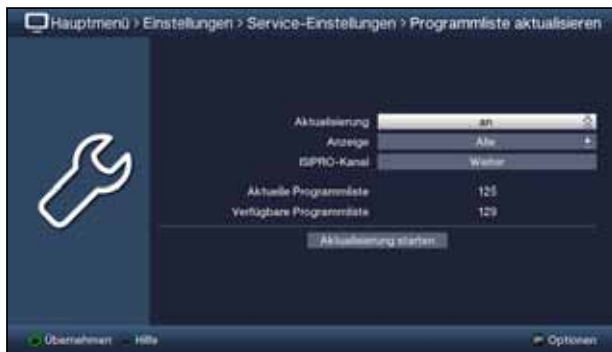 Hauptmenü > Einstellungen > Service-Einstellungen > Programmliste aktualisieren
Aktualisierung an
Anzeige Alle
ISIPRO-Kanal Weiter
Aktuelle Programmliste 125
Verfügbare Programmliste 129
Aktualisierung starten
Übernehmen Hilfe Optionen